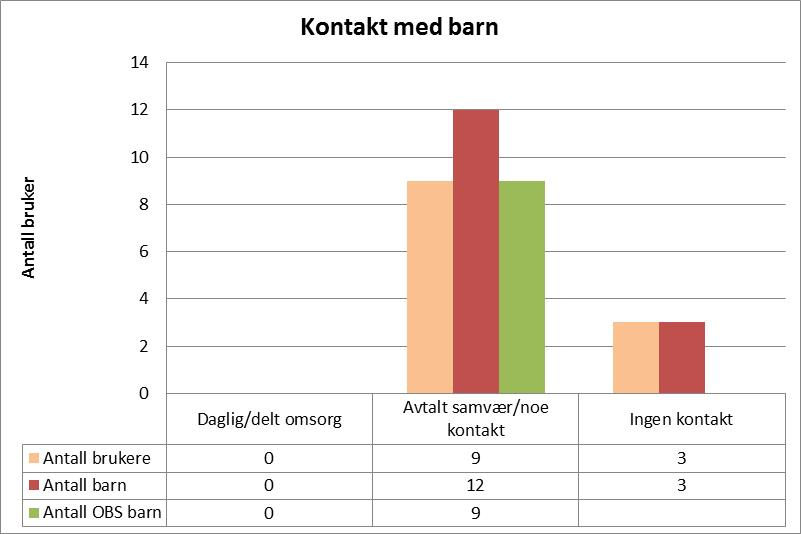 Kontakt med barn
14
12
10
8
6
4
2
0
Antall bruker
Daglig/delt omsorg
Avtalt samvær/noe
kontakt
Ingen kontakt
Antall brukere 0 9 3
Antall barn 0 12 3
Antall OBS barn 0 9